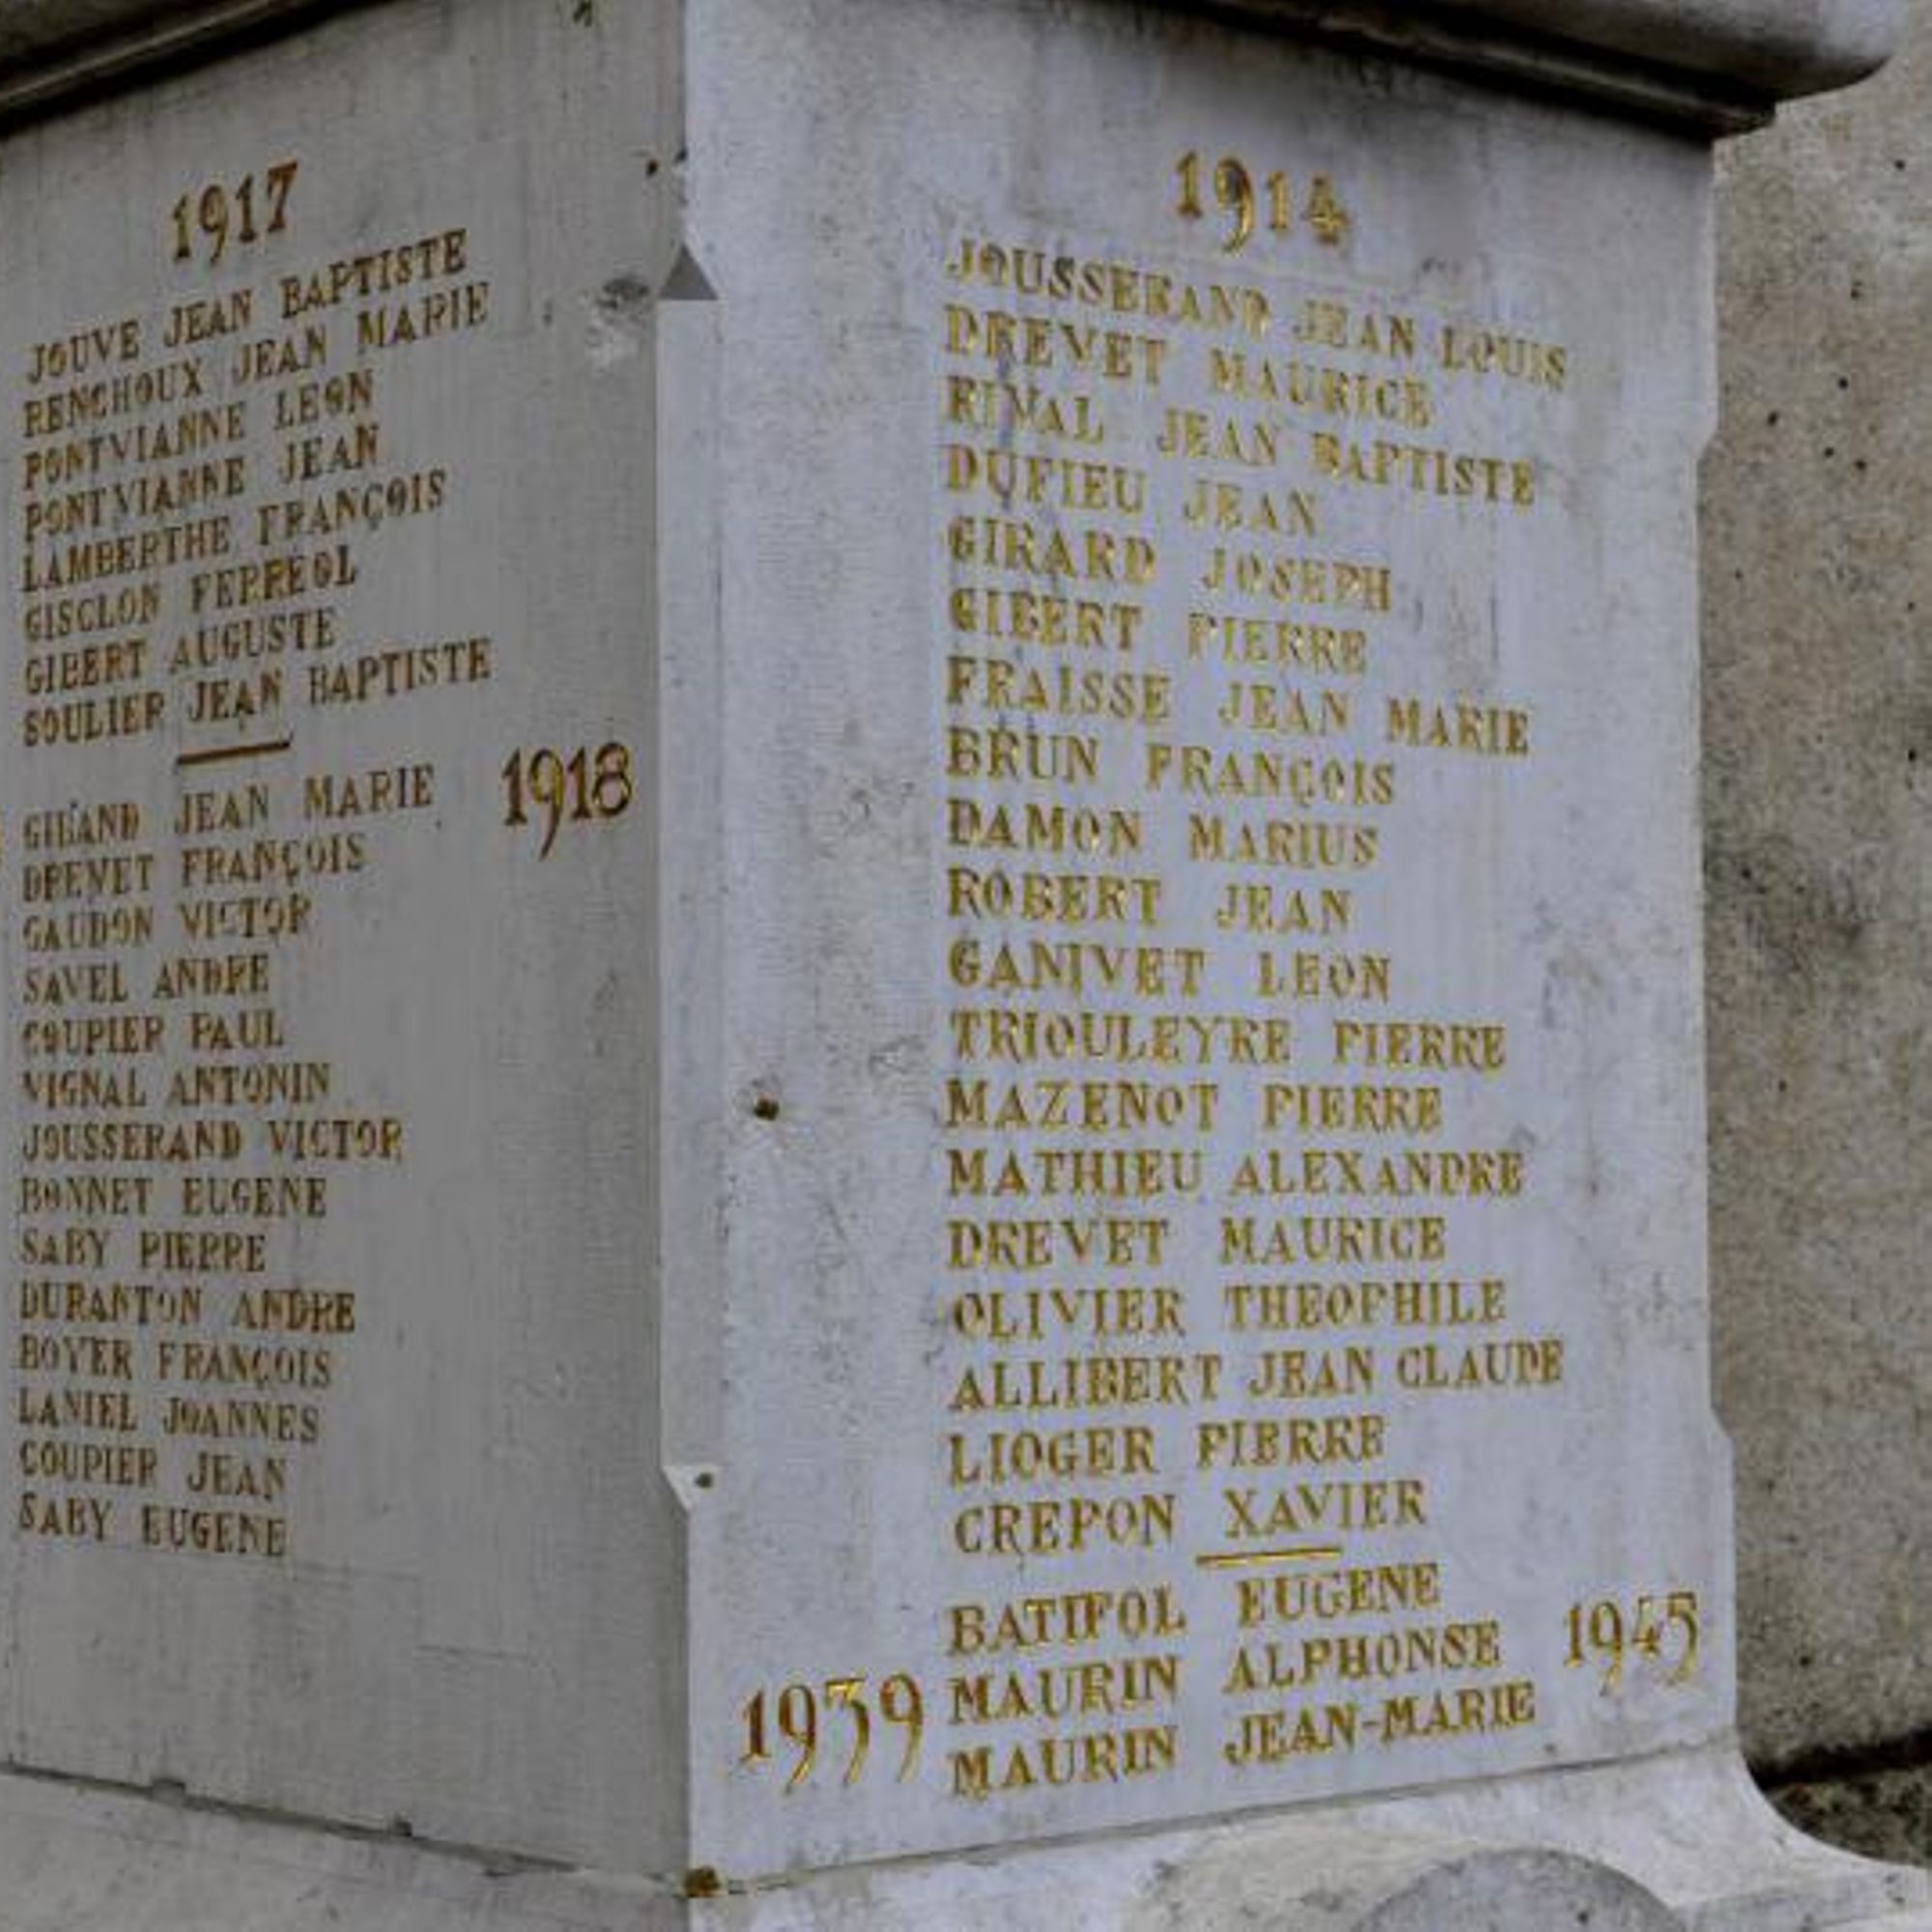 1917
JOUVE JEAN BAPTISTE
RENCHOUX JEAN MARIE
PONTVIANNE LEON
PONTVIANNE JEAN
LAMBERTHE FRANÇOIS
GISCLON FERREOL
GIBERT AUGUSTE
SOULIER JEAN BAPTISTE
1918
JEAN MARIE
DREVET FRANÇOIS
GAUDON VICTOR
SAVEL ANDRE
COUPIER PAUL
VIGNAL ANTONIN
JOUSSERAND VICTOR
BONNET EUGENE
SABY PIERRE
DURANTON ANDRE
BOYER FRANÇOIS
LANIEL JOANNES
COUPIER JEAN
SABY EUGENE
1914
JOUSSERAND JEAN LOUIS
DREVET MAURICE
RIVAL JEAN BAPTISTE
DUFIEU JEAN
GIRARD JOSEPH
GIBERT PIERRE
FRAISSE JEAN MARIE
BRUN FRANÇOIS
DAMON MARIUS
ROBERT JEAN
GANIVET LEON
TRIOULEYRE PIERRE
MAZENOT PIERRE
MATHIEU ALEXANDRE
DREVET MAURICE
OLIVIER THEOPHILE
ALLIBERT JEAN CLAUDE
LIOGER PIERRE
CREPON XAVIER
BATIFOL EUGENE
1939 MAURIN ALPHONSE 1945
MAURIN JEAN-MARIE